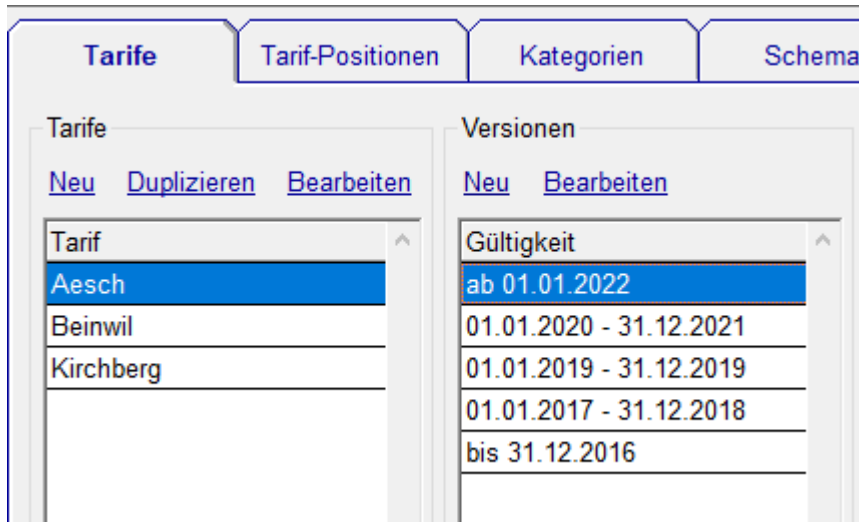 Tarife Tarif-Positionen Kategorien Schema
Tarife
Neu Duplizieren Bearbeiten
Tarif
Aesch
Beinwil
Kirchberg
Versionen
Neu Bearbeiten
Gültigkeit
ab 01.01.2022
01.01.2020 - 31.12.2021
01.01.2019 - 31.12.2019
01.01.2017 - 31.12.2018
bis 31.12.2016